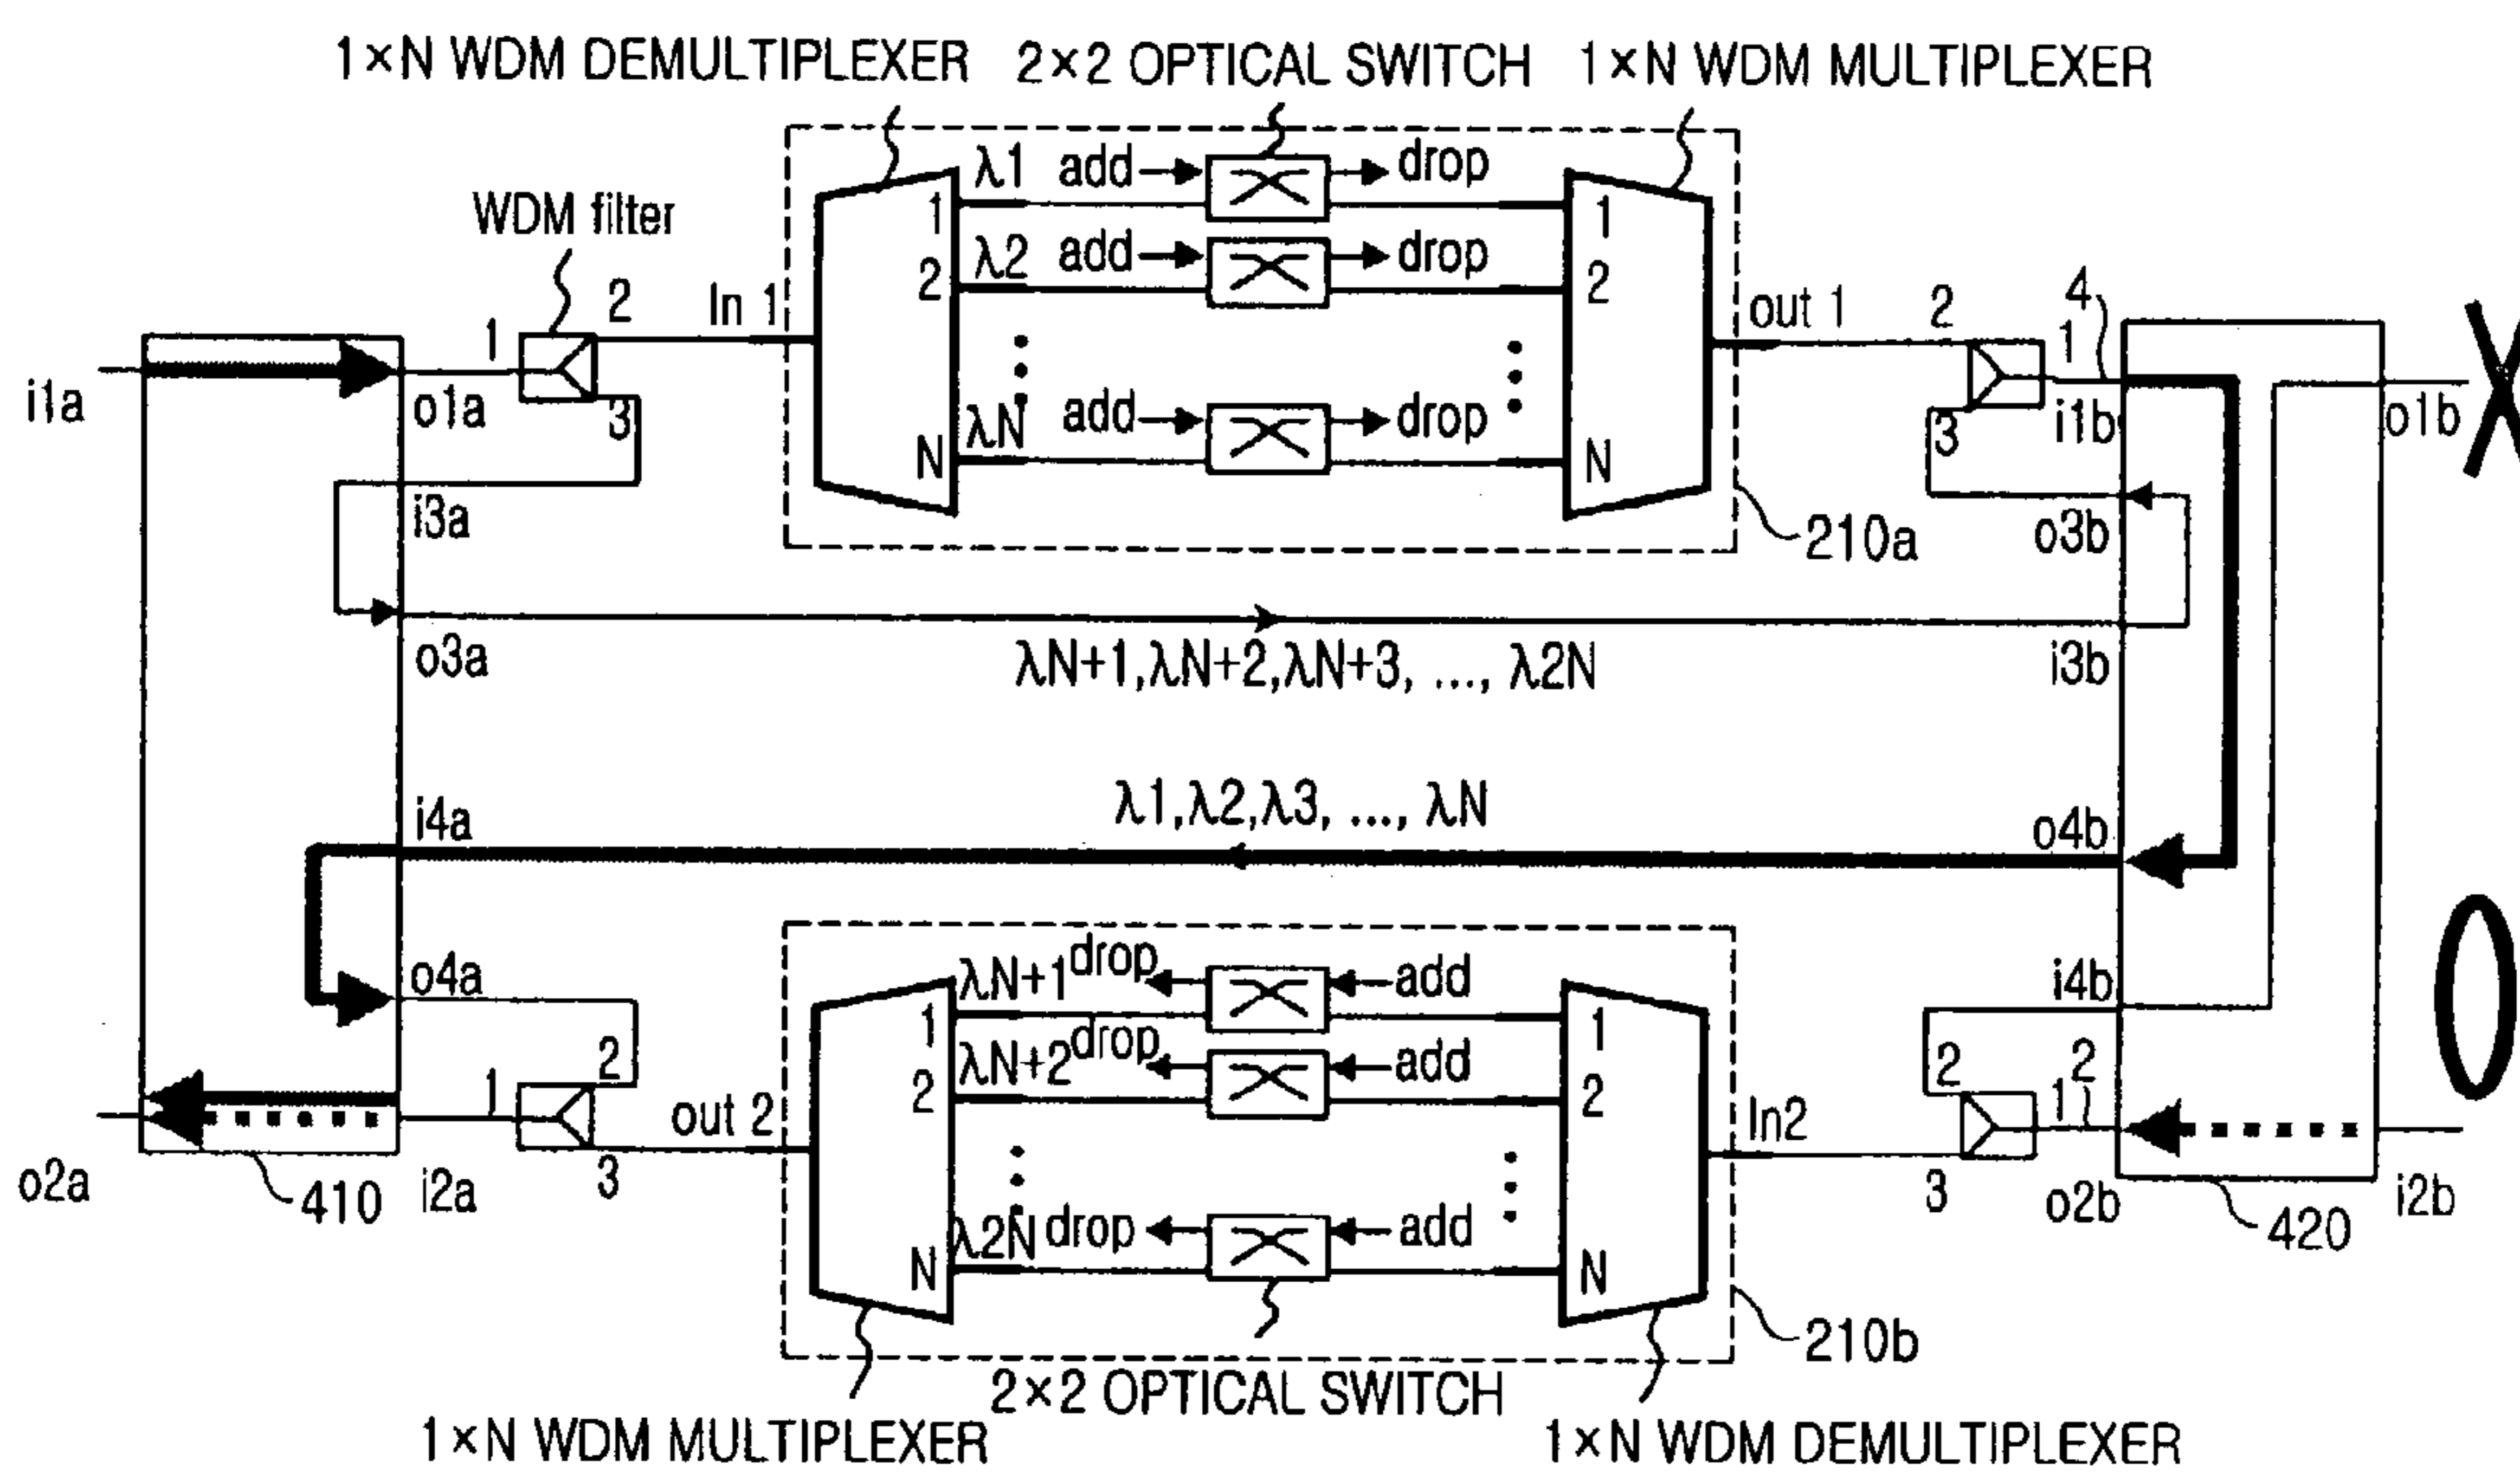 1×N WDM DEMULTIPLEXER 2×2 OPTICAL SWITCH 1×N WDM MULTIPLEXER
WDM filter
λ1 add drop
1 1
λ2 add drop
2 2
λN add drop
N N
In 1
out 1
1 2
3
2 1
3
4
i1a
o1a
i3a
o3a
i1b
o1b
o3b
i3b
X
210a
λN+1,λN+2,λN+3, ..., λ2N
λ1,λ2,λ3, ..., λN
i4a
o4b
o4a
i4b
O
λN+1 drop add
1 1
λN+2 drop add
2 2
λ2N drop add
N N
out 2
In2
1 2
3
2 1
3
2
o2a
410
i2a
o2b
420
i2b
210b
2×2 OPTICAL SWITCH
1×N WDM MULTIPLEXER 1×N WDM DEMULTIPLEXER